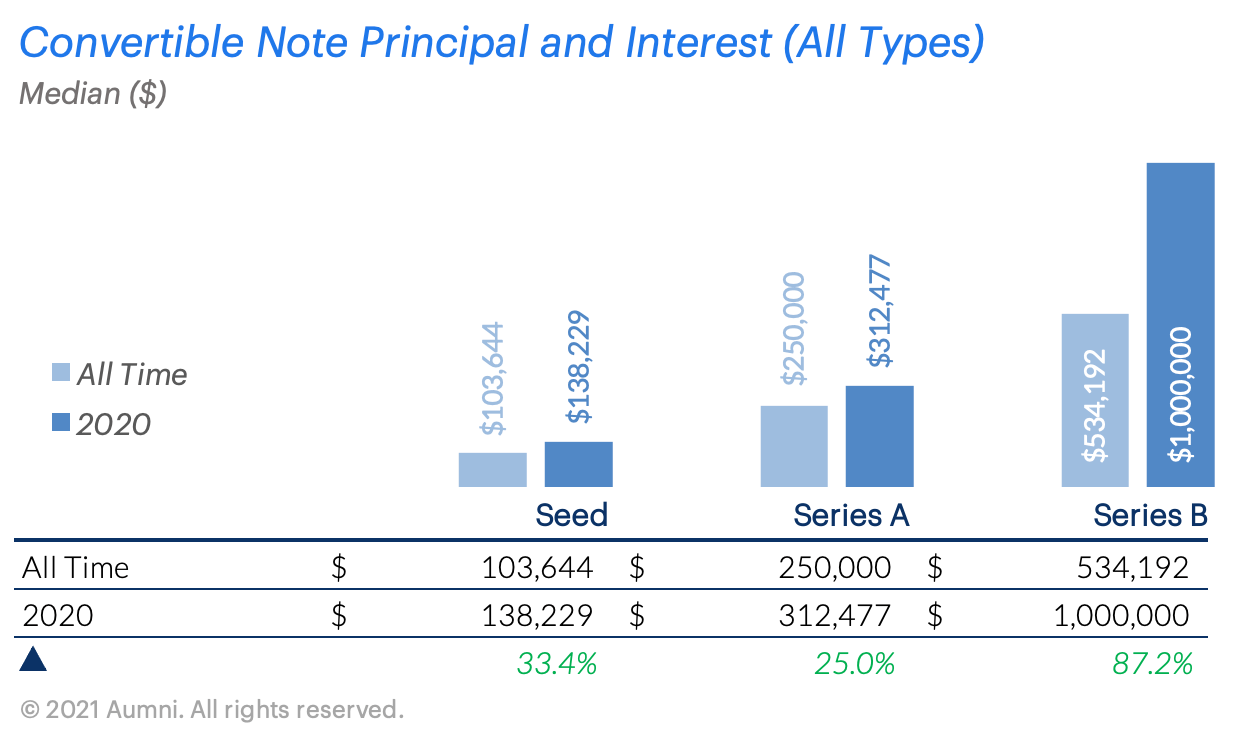 Convertible Note Principal and Interest (All Types)
Median ($)
All Time
2020
$103,644
$138,229
$250,000
$312,477
$534,192
$1,000,000
Seed Series A Series B
All Time $ 103,644 $ 250,000 $ 534,192
2020 $ 138,229 $ 312,477 $ 1,000,000
33.4% 25.0% 87.2%
© 2021 Aumni. All rights reserved.